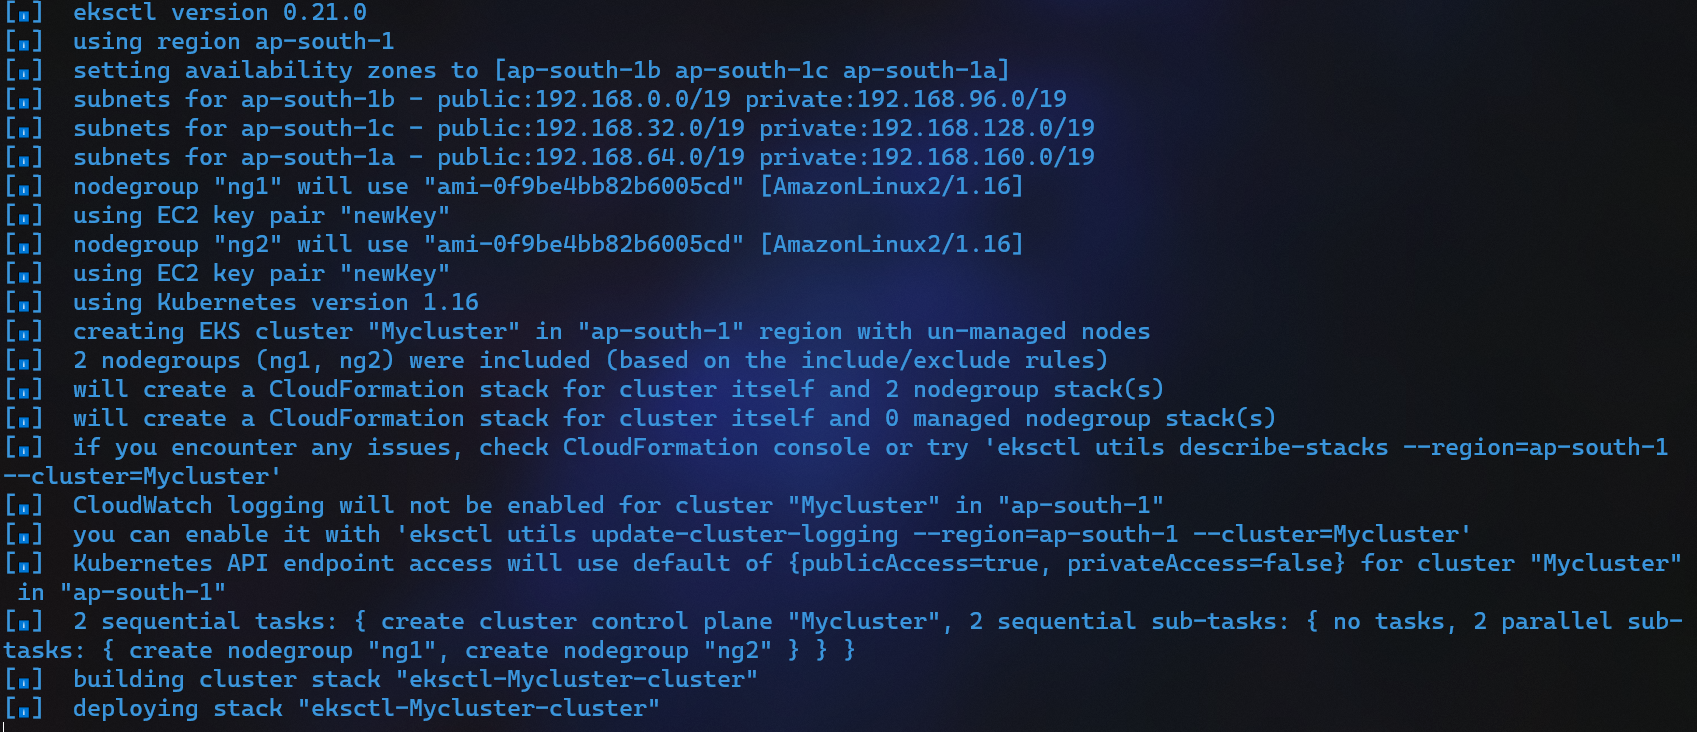 [ℹ]  eksctl version 0.21.0
[ℹ]  using region ap-south-1
[ℹ]  setting availability zones to [ap-south-1b ap-south-1c ap-south-1a]
[ℹ]  subnets for ap-south-1b - public:192.168.0.0/19 private:192.168.96.0/19
[ℹ]  subnets for ap-south-1c - public:192.168.32.0/19 private:192.168.128.0/19
[ℹ]  subnets for ap-south-1a - public:192.168.64.0/19 private:192.168.160.0/19
[ℹ]  nodegroup "ng1" will use "ami-0f9be4bb82b6005cd" [AmazonLinux2/1.16]
[ℹ]  using EC2 key pair "newKey"
[ℹ]  nodegroup "ng2" will use "ami-0f9be4bb82b6005cd" [AmazonLinux2/1.16]
[ℹ]  using EC2 key pair "newKey"
[ℹ]  using Kubernetes version 1.16
[ℹ]  creating EKS cluster "Mycluster" in "ap-south-1" region with un-managed nodes
[ℹ]  2 nodegroups (ng1, ng2) were included (based on the include/exclude rules)
[ℹ]  will create a CloudFormation stack for cluster itself and 2 nodegroup stack(s)
[ℹ]  will create a CloudFormation stack for cluster itself and 0 managed nodegroup stack(s)
[ℹ]  if you encounter any issues, check CloudFormation console or try 'eksctl utils describe-stacks --region=ap-south-1
--cluster=Mycluster'
[ℹ]  CloudWatch logging will not be enabled for cluster "Mycluster" in "ap-south-1"
[ℹ]  you can enable it with 'eksctl utils update-cluster-logging --region=ap-south-1 --cluster=Mycluster'
[ℹ]  Kubernetes API endpoint access will use default of {publicAccess=true, privateAccess=false} for cluster "Mycluster"
 in "ap-south-1"
[ℹ]  2 sequential tasks: { create cluster control plane "Mycluster", 2 sequential sub-tasks: { no tasks, 2 parallel sub-
tasks: { create nodegroup "ng1", create nodegroup "ng2" } } }
[ℹ]  building cluster stack "eksctl-Mycluster-cluster"
[ℹ]  deploying stack "eksctl-Mycluster-cluster"